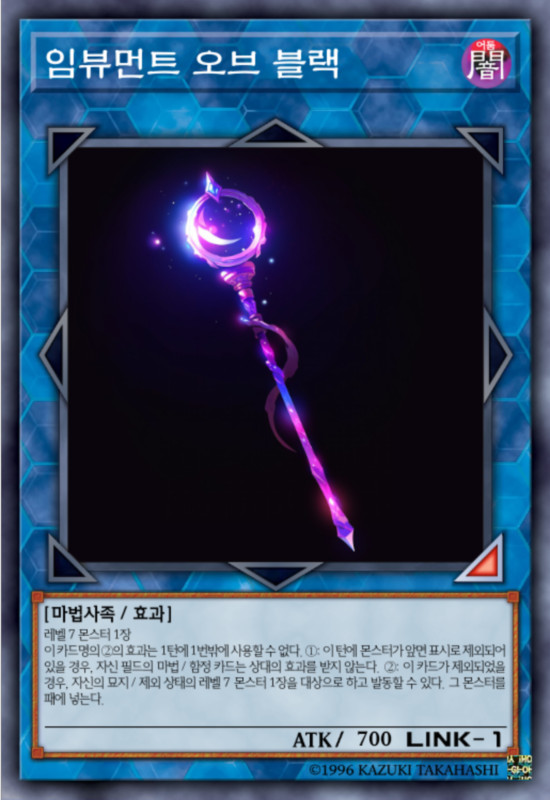 임뷰먼트 오브 블랙
어둠
闇
[마법사족 / 효과]
레벨 7 몬스터 1장
이 카드명의 ②의 효과는 1턴에 1번밖에 사용할 수 없다. ①: 이 턴에 몬스터가 앞면 표시로 제외되어
있을 경우, 자신 필드의 마법 / 함정 카드는 상대의 효과를 받지 않는다. ②: 이 카드가 제외되었을
경우, 자신의 묘지 / 제외 상태의 레벨 7 몬스터 1장을 대상으로 하고 발동할 수 있다. 그 몬스터를
패에 넣는다.
ATK/ 700 LINK-1
©1996 KAZUKI TAKAHASHI